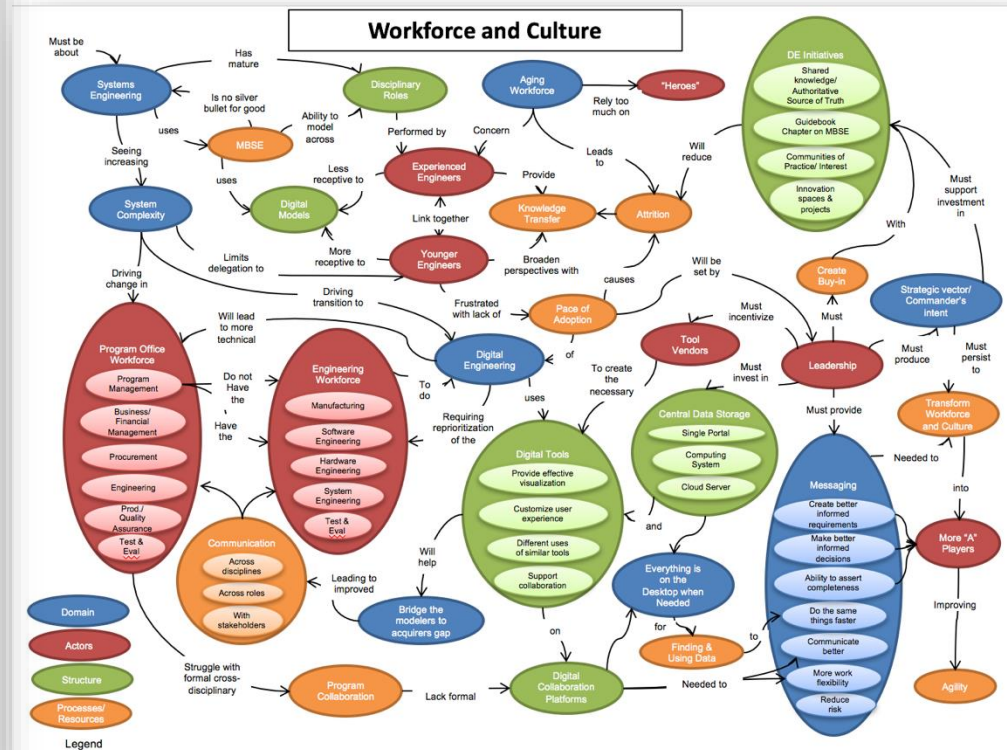 Workforce and Culture
Must be
about
Systems
Engineering
Has
mature
Disciplinary
Roles
Aging
Workforce
Rely too
much on
"Heroes"
DE Initiatives
Shared
knowledge/
Authoritative
Source of Truth
Guidebook
Chapter on MBSE
Communities of
Practice/ Interest
Innovation
spaces &
projects
Is no silver
bullet for good
uses
MBSE
Ability to
model
across
Performed by
Concern
Leads
to
Will
reduce
Seeing
increasing
uses
Less
receptive to
Experienced
Engineers
Provide
Must
support
investment
in
System
Complexity
Digital
Models
Link together
Knowledge
Transfer
Attrition
With
Limits
delegation to
More
receptive to
Younger
Engineers
Broaden
perspectives with
Will be
set by
Create
Buy-in
Driving
change in
Driving
transition to
Frustrated
with lack of
causes
Pace of
Adoption
Must
incentivize
Must
Strategic vector/
Commander's
intent
Will lead
to more
technical
Program Office
Workforce
Program
Management
Business/
Financial
Management
Procurement
Engineering
Prod./
Quality
Assurance
Test &
Eval
Do not
Have
the
Have
the
Engineering
Workforce
Manufacturing
Software
Engineering
Hardware
Engineering
System
Engineering
Test &
Eval
To
do
Digital
Engineering
of
Tool
Vendors
Must
invest in
Leadership
Must
produce
Must
persist
to
Requiring
reprioritization
of the
uses
To create
the
necessary
Must provide
Transform
Workforce
and Culture
Central Data Storage
Single Portal
Computing
System
Cloud Server
Digital Tools
Provide effective
visualization
Customize user
experience
Different uses
of similar tools
Support
collaboration
and
Needed to
into
Messaging
Create better
informed
requirements
Make better
informed
decisions
Ability to assert
completeness
Do the same
things faster
Communicate
better
More work
flexibility
Reduce
risk
More "A"
Players
Improving
Agility
Communication
Across
disciplines
Across roles
With
stakeholders
Leading to
improved
Will
help
Bridge the
modelers to
acquirers gap
Everything is
on the
Desktop when
Needed
for
Finding &
Using Data
to
on
Struggle with
formal cross-
disciplinary
Program
Collaboration
Lack formal
Digital
Collaboration
Platforms
Needed to
Domain
Actors
Structure
Processes/
Resources
Legend